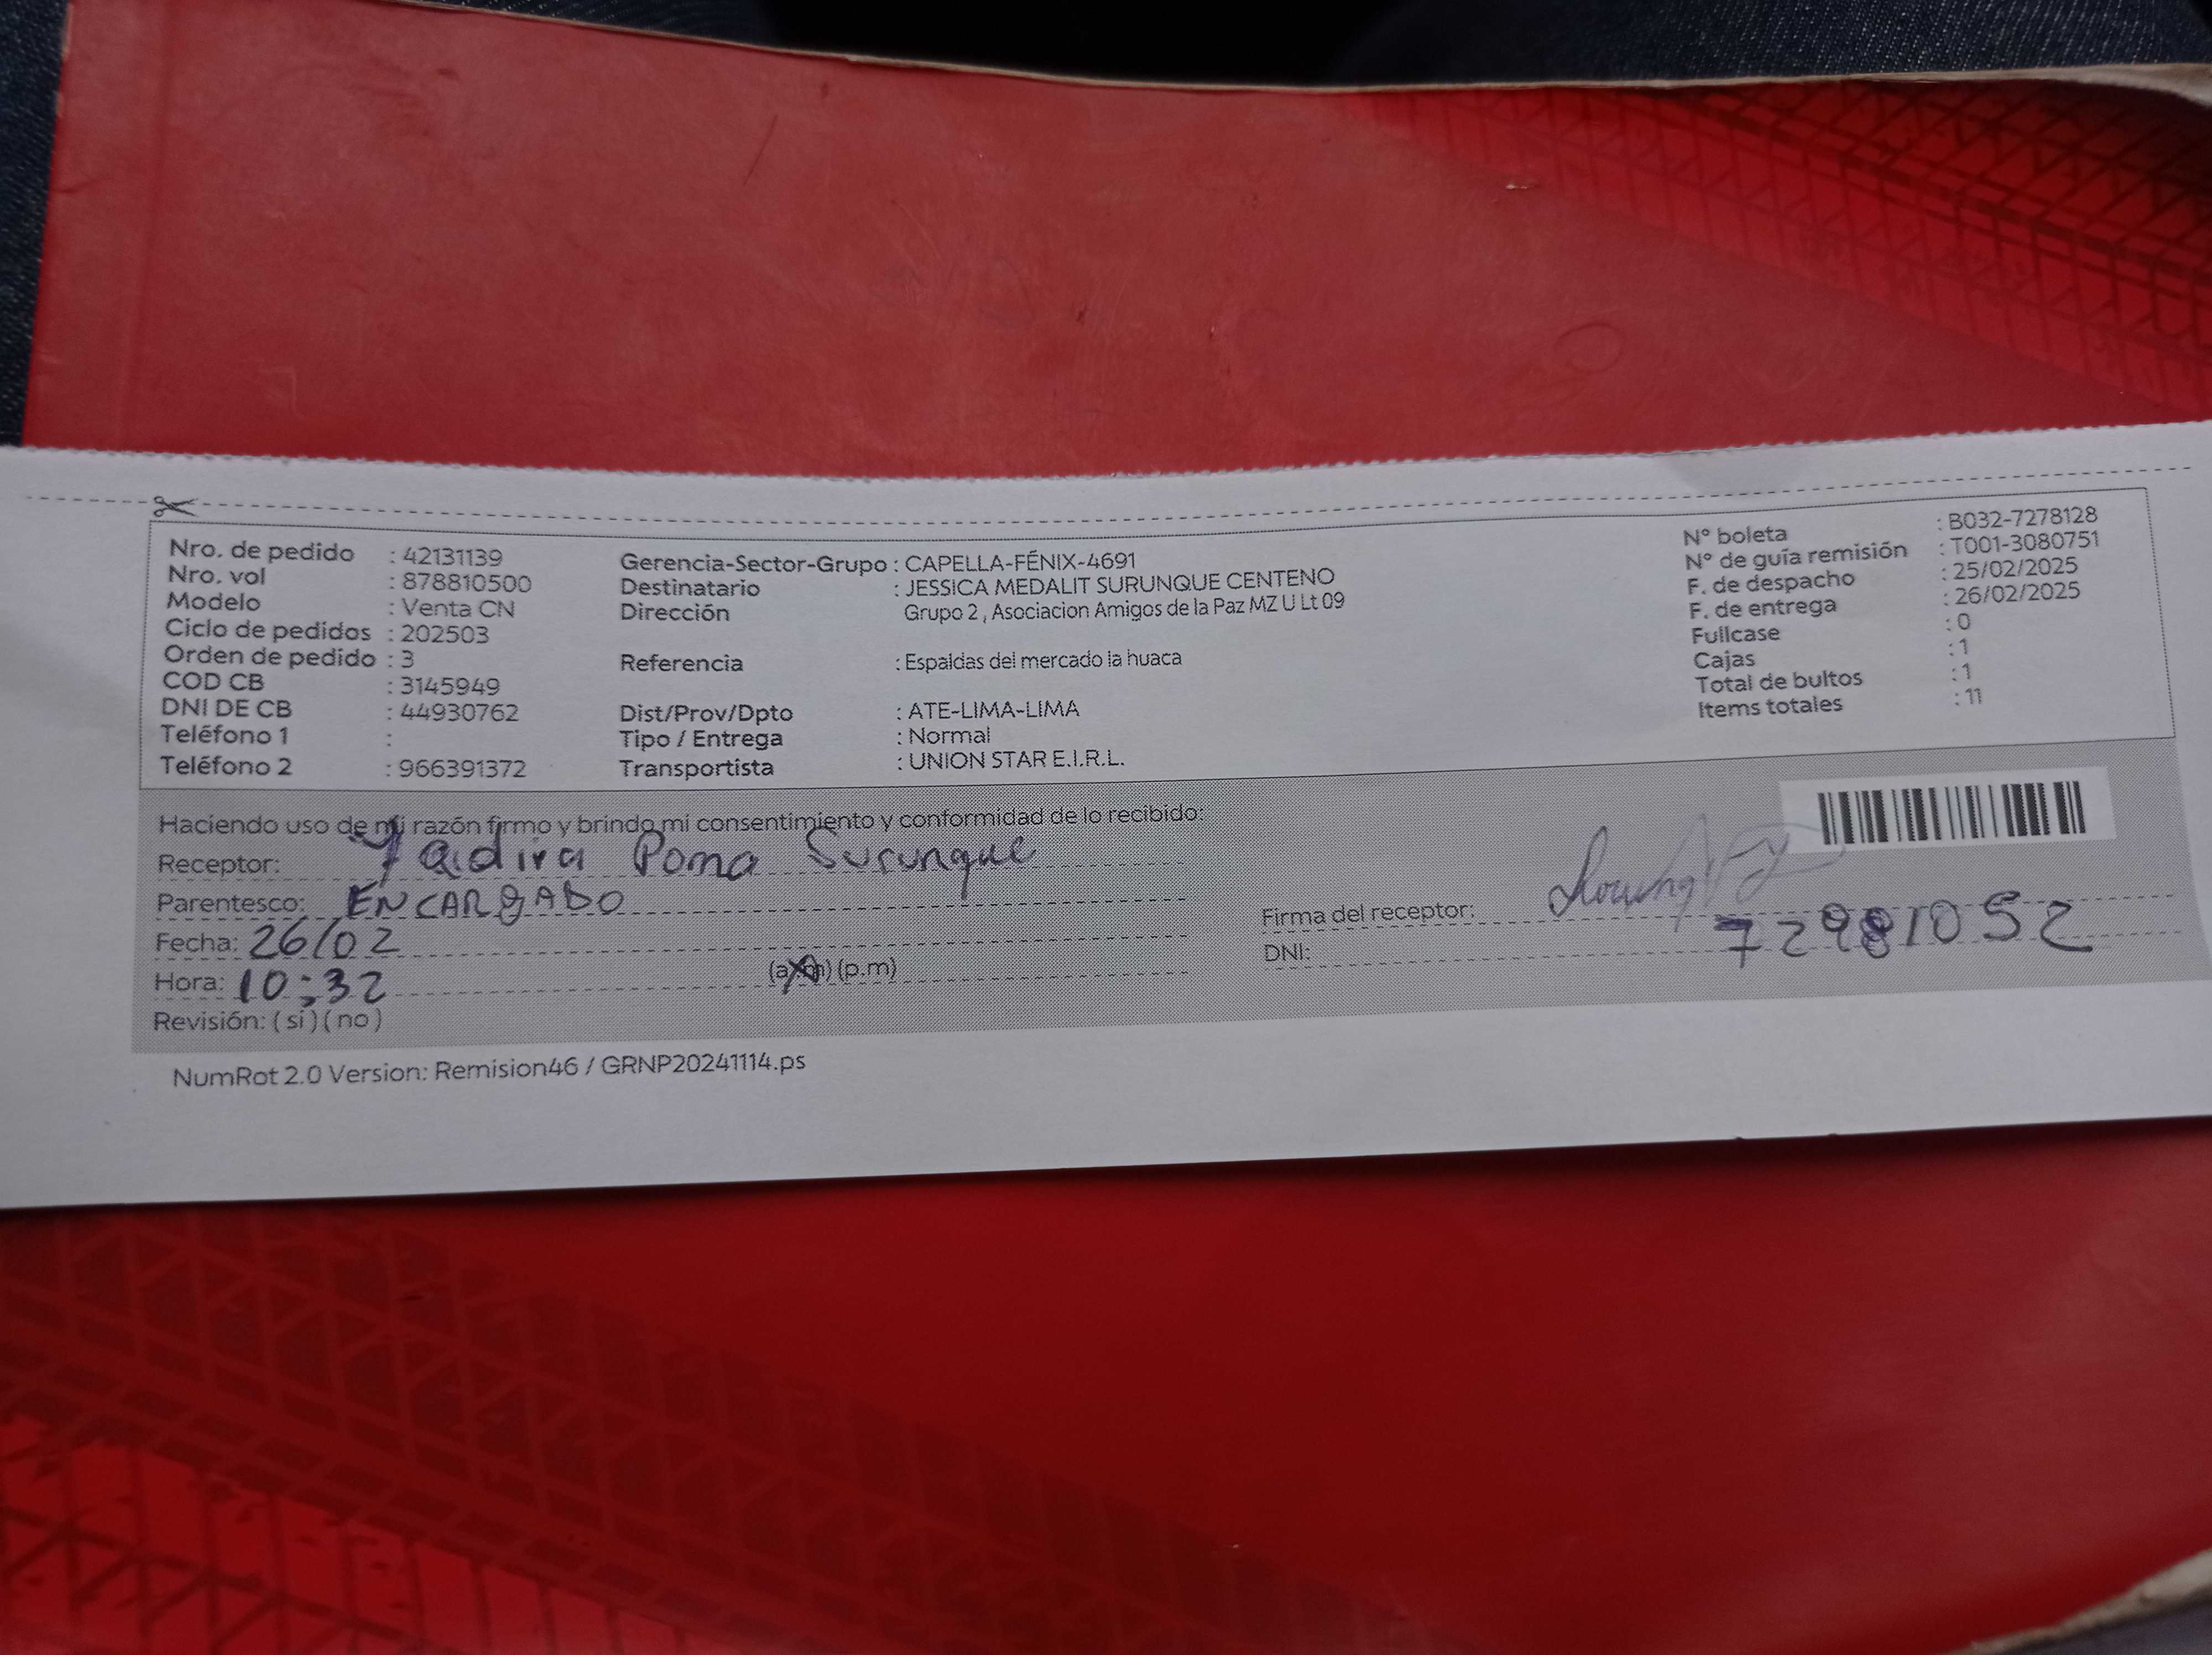 Nro. de pedido : 42131139
Nro. vol : 878810500
Modelo : Venta CN
Ciclo de pedidos : 202503
Orden de pedido : 3
COD CB : 3145949
DNI DE CB : 44930762
Teléfono 1 :
Teléfono 2 : 966391372
Gerencia-Sector-Grupo : CAPELLA-FÉNIX-4691
Destinatario : JESSICA MEDALIT SURUNQUE CENTENO
Dirección Grupo 2 , Asociacion Amigos de la Paz MZ U Lt 09
Referencia : Espaldas del mercado la huaca
Dist/Prov/Dpto : ATE-LIMA-LIMA
Tipo / Entrega : Normal
Transportista : UNION STAR E.I.R.L.
N° boleta : B032-7278128
N° de guía remisión : T001-3080751
F. de despacho : 25/02/2025
F. de entrega : 26/02/2025
Fullcase : 0
Cajas : 1
Total de bultos : 1
Items totales : 11
Haciendo uso de mi razón firmo y brindo mi consentimiento y conformidad de lo recibido:
Receptor: Yadira Poma Surunque
Parentesco: ENCARGADO
Fecha: 26/02
Hora: 10:32 (a.m) (p.m)
Revisión: ( si ) ( no )
Firma del receptor:
DNI: 72981052
NumRot 2.0 Version: Remision46 / GRNP20241114.ps